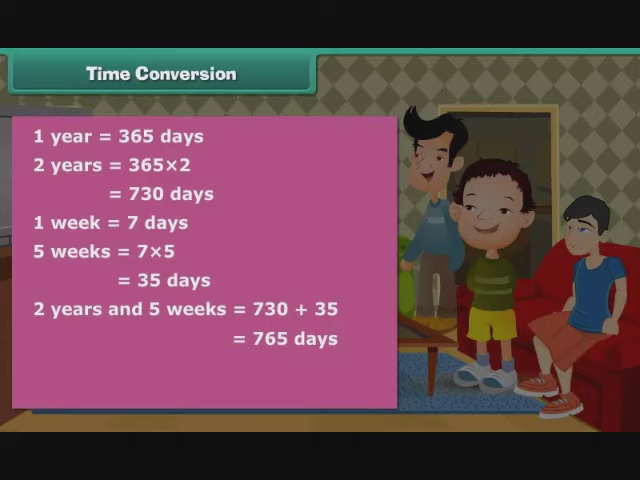 Time Conversion
1 year = 365 days
2 years = 365×2
= 730 days
1 week = 7 days
5 weeks = 7×5
= 35 days
2 years and 5 weeks = 730 + 35
= 765 days